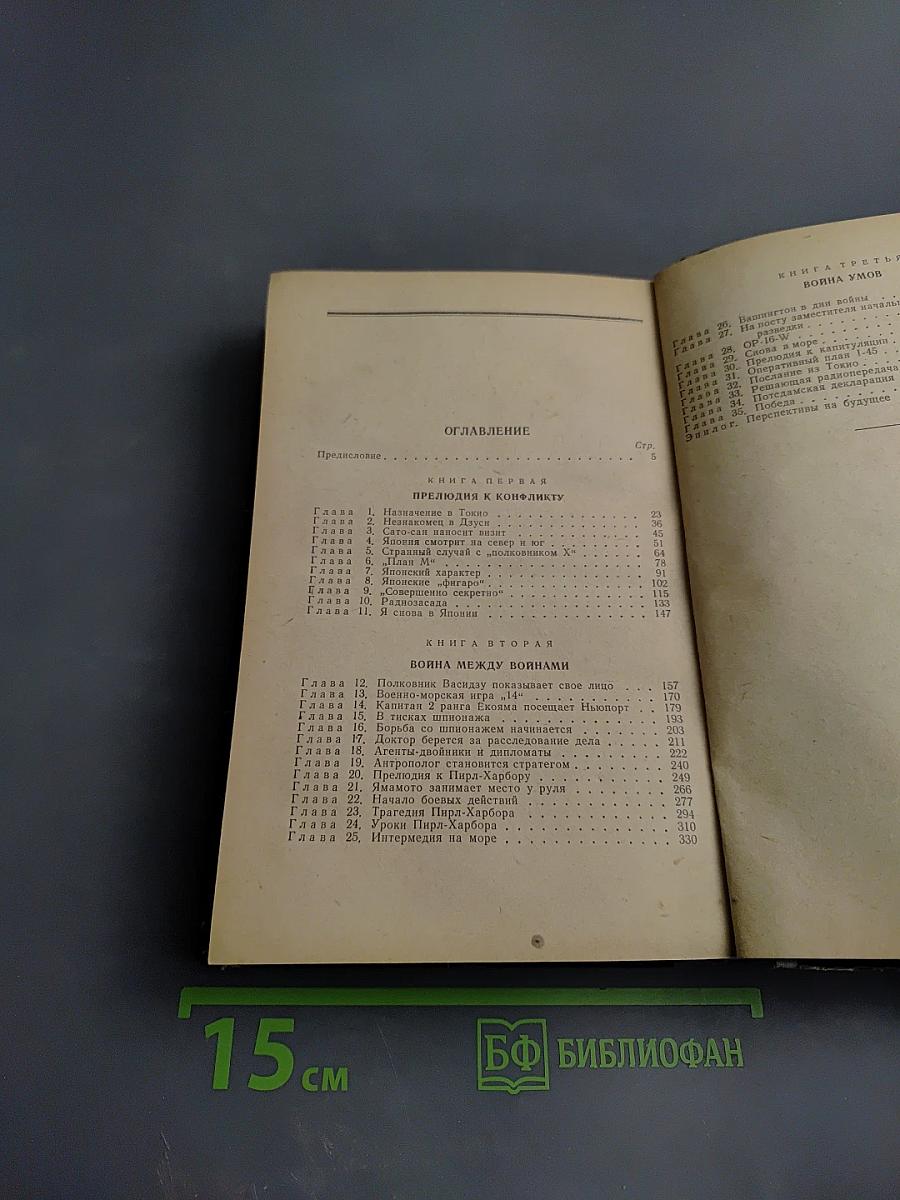 ОГЛАВЛЕНИЕ
Стр.
Предисловие . . . . . . . . . . . . . . . . . . . . . . . . . 5
КНИГА ПЕРВАЯ
ПРЕЛЮДИЯ К КОНФЛИКТУ
Глава 1. Назначение в Токио . . . . . . . . . . . . . . 23
Глава 2. Незнакомец в Дзуси . . . . . . . . . . . . . . 36
Глава 3. Сато-сан наносит визит . . . . . . . . . . . . 45
Глава 4. Япония смотрит на север и юг . . . . . . . . . 51
Глава 5. Странный случай с „полковником X“ . . . . . . 64
Глава 6. „План М“ . . . . . . . . . . . . . . . . . . 78
Глава 7. Японский характер . . . . . . . . . . . . . . 91
Глава 8. Японские „фигаро“ . . . . . . . . . . . . . . 102
Глава 9. „Совершенно секретно“ . . . . . . . . . . . . 115
Глава 10. Радиозасада . . . . . . . . . . . . . . . . . 133
Глава 11. Я снова в Японии . . . . . . . . . . . . . . 147
КНИГА ВТОРАЯ
ВОЙНА МЕЖДУ ВОЙНАМИ
Глава 12. Полковник Васидзу показывает свое лицо . . . 157
Глава 13. Военно-морская игра „14“ . . . . . . . . . . 170
Глава 14. Капитан 2 ранга Екояма посещает Ньюпорт . . 179
Глава 15. В тисках шпионажа . . . . . . . . . . . . . 193
Глава 16. Борьба со шпионажем начинается . . . . . . . 203
Глава 17. Доктор берется за расследование дела . . . . . 211
Глава 18. Агенты-двойники и дипломаты . . . . . . . . 222
Глава 19. Антрополог становится стратегом . . . . . . . 240
Глава 20. Прелюдия к Пирл-Харбору . . . . . . . . . . 249
Глава 21. Ямамото занимает место у руля . . . . . . . . 266
Глава 22. Начало боевых действий . . . . . . . . . . . 277
Глава 23. Трагедия Пирл-Харбора . . . . . . . . . . . 294
Глава 24. Уроки Пирл-Харбора . . . . . . . . . . . . . 310
Глава 25. Интермедия на море . . . . . . . . . . . . . 330
КНИГА ТРЕТЬЯ
ВОЙНА УМОВ
Глава 26. Вашингтон в дни войны . .
Глава 27. На посту заместителя началь
разведки . . . . . . . .
Глава 28. ОР-16-W . . . . . . . .
Глава 29. Снова в море . . . . . .
Глава 30. Прелюдия к капитуляции . .
Глава 31. Оперативный план 1-45 . .
Глава 32. Послание из Токио . . . .
Глава 33. Решающая радиопередача
Глава 34. Потсдамская декларация
Глава 35. Победа . . . . . . . .
Эпилог. Перспективы на будущее
15 см
БФ БИБЛИОФАН